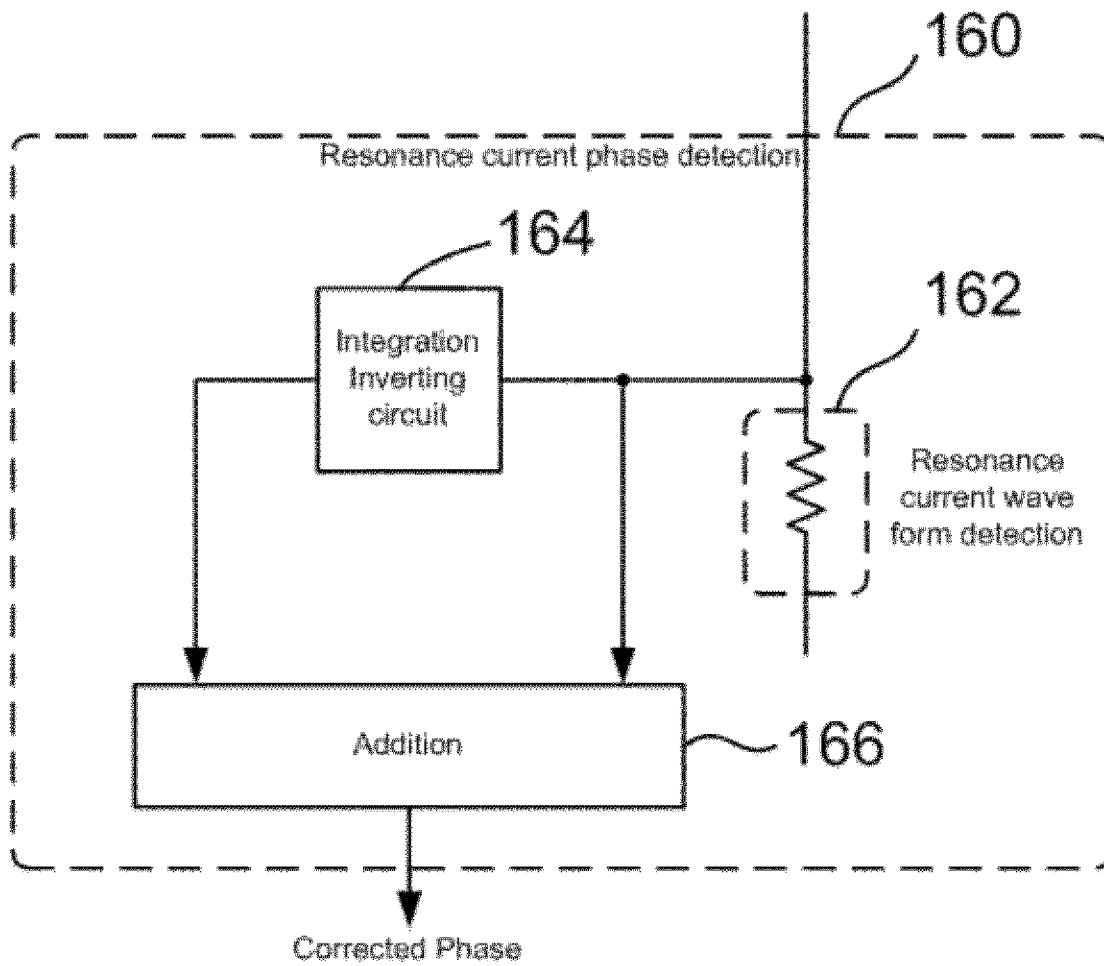 160
Resonance current phase detection
164
162
Integration
Inverting
circuit
Resonance
current wave
form detection
Addition
166
Corrected Phase